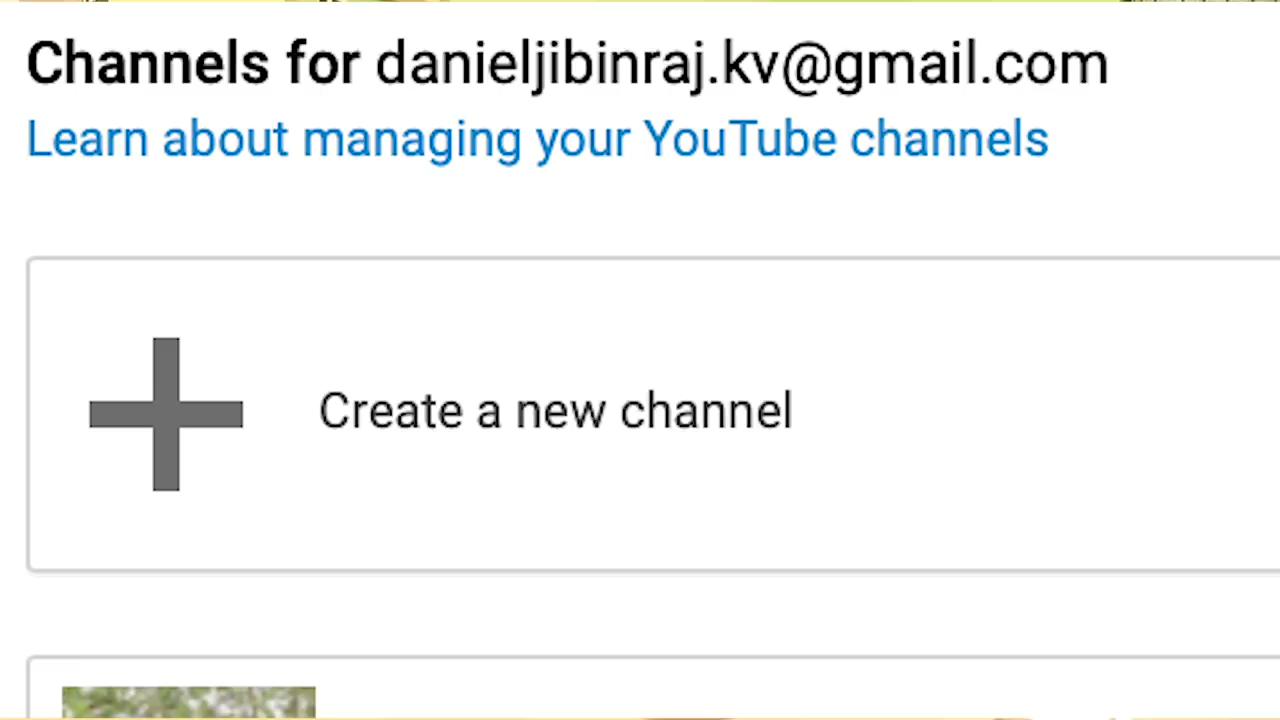 Channels for danieljibinraj.kv@gmail.com
Learn about managing your YouTube channels
Create a new channel